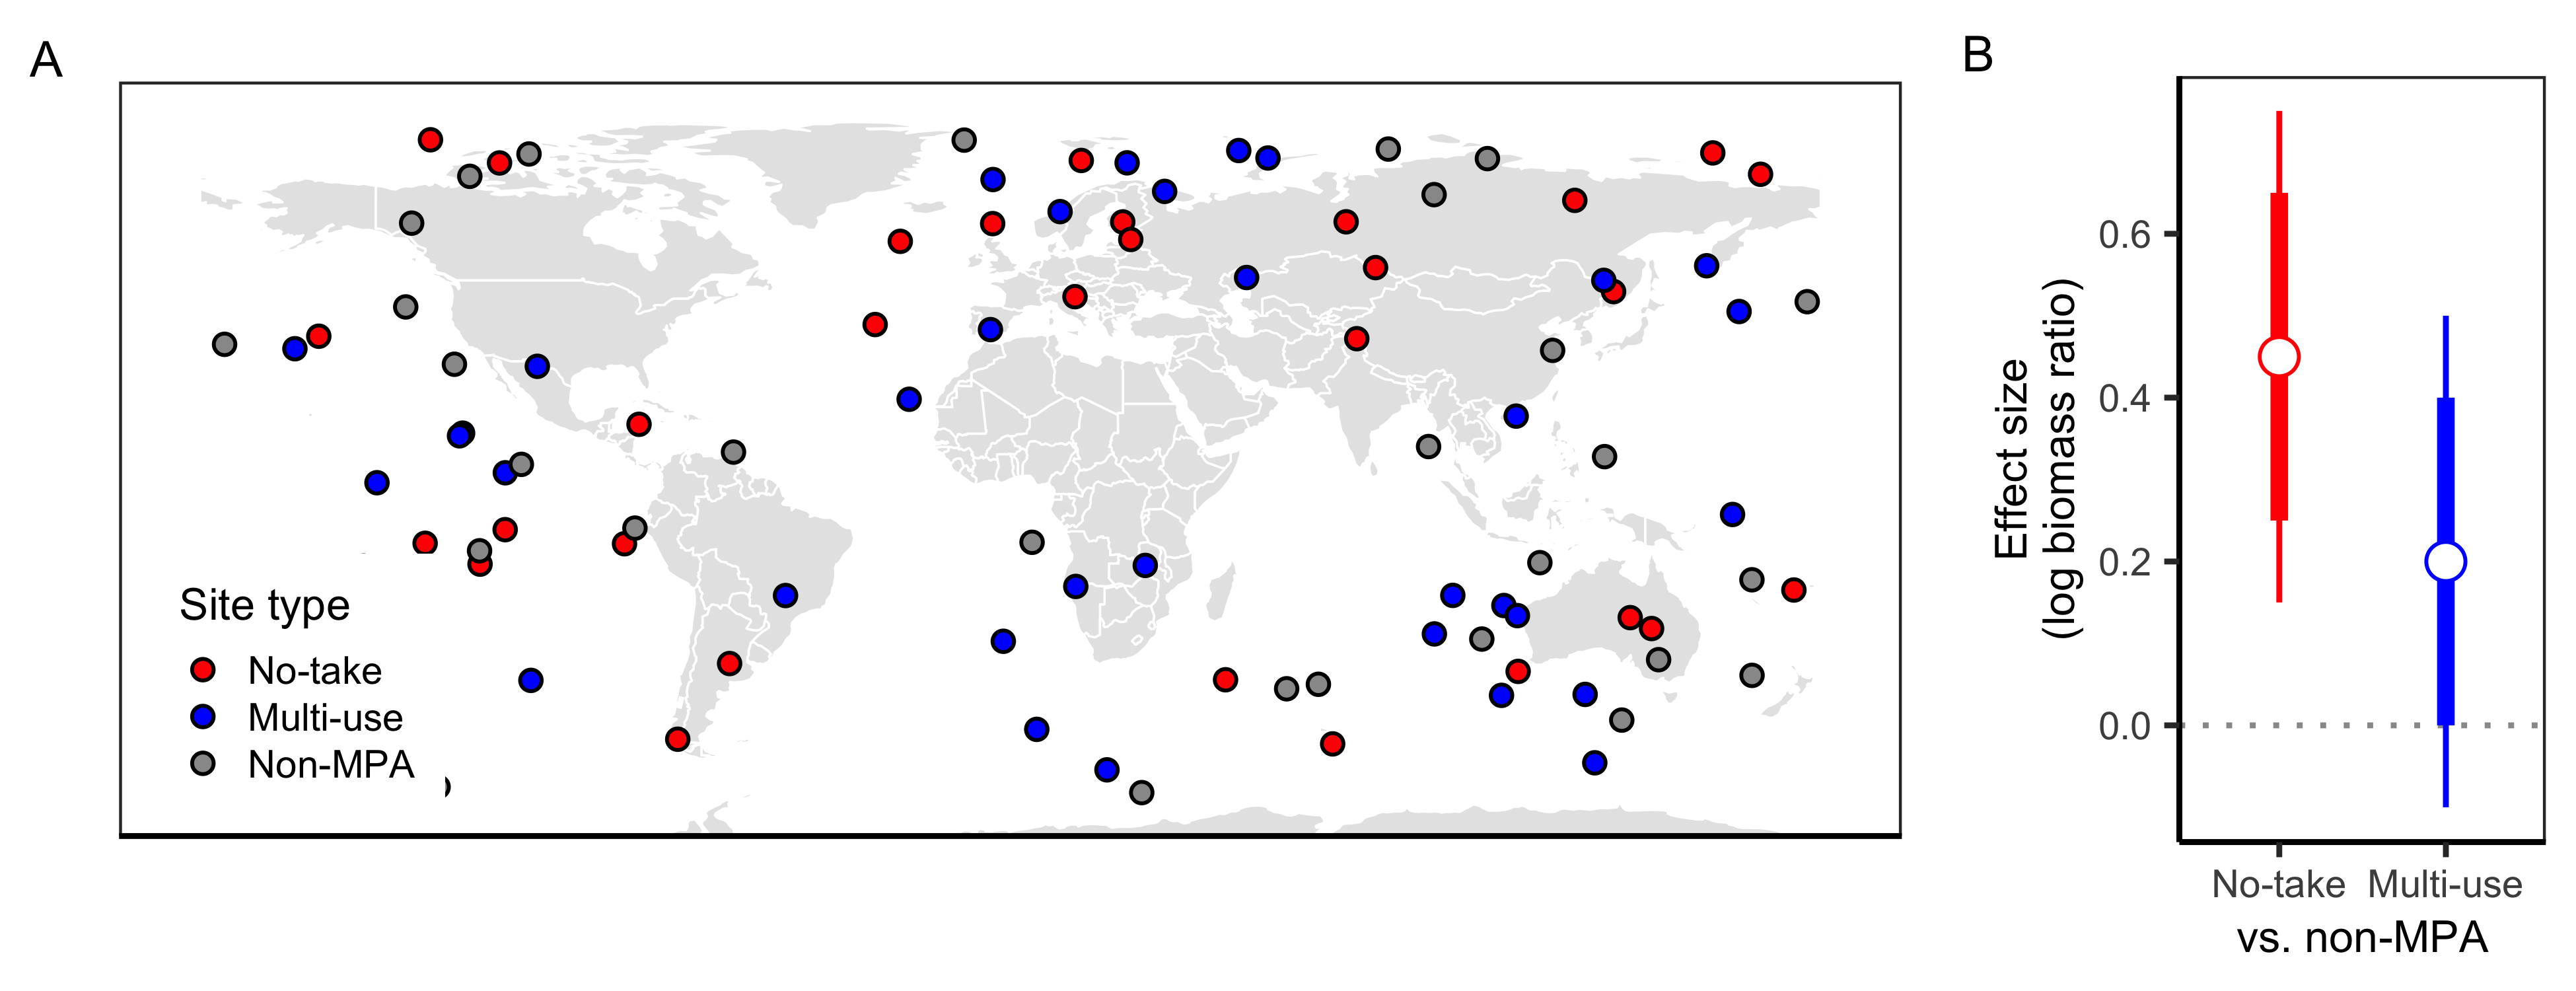 A
Site type
No-take
Multi-use
Non-MPA
B
Effect size
(log biomass ratio)
0.6
0.4
0.2
0.0
No-take Multi-use
vs. non-MPA